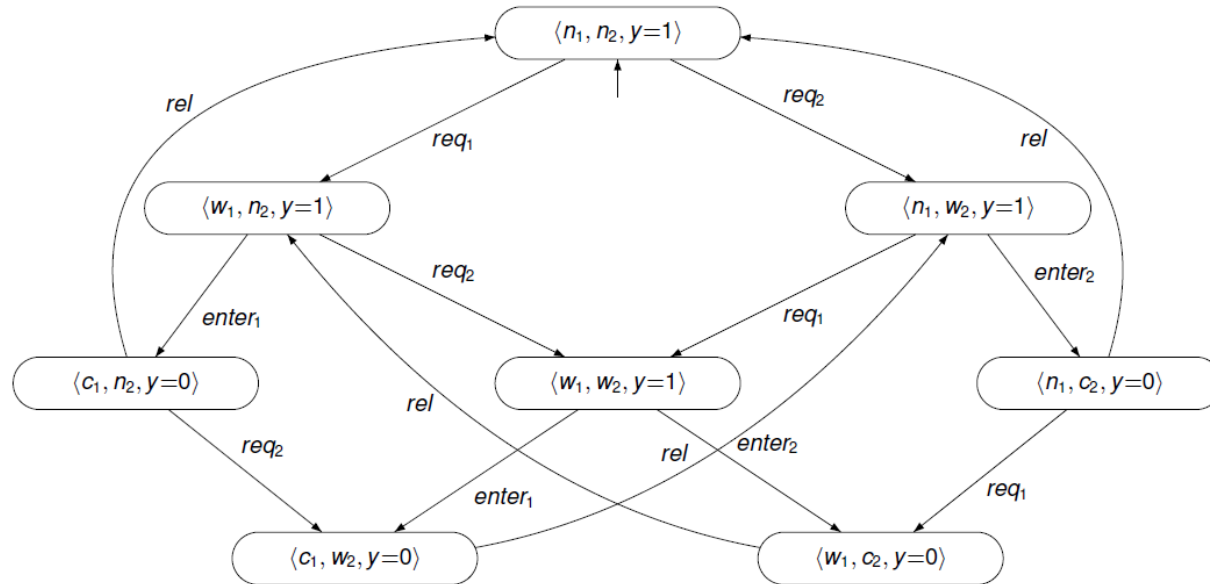 ⟨n₁, n₂, y=1⟩
rel
req₂
req₁
rel
⟨w₁, n₂, y=1⟩
⟨n₁, w₂, y=1⟩
req₂
enter₂
enter₁
req₁
⟨c₁, n₂, y=0⟩
⟨w₁, w₂, y=1⟩
⟨n₁, c₂, y=0⟩
rel
req₂
rel
enter₂
enter₁
req₁
⟨c₁, w₂, y=0⟩
⟨w₁, c₂, y=0⟩